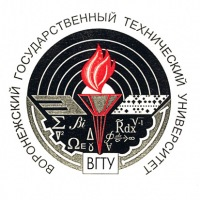 ВОРОНЕЖСКИЙ ГОСУДАРСТВЕННЫЙ ТЕХНИЧЕСКИЙ УНИВЕРСИТЕТ
ВГТУ